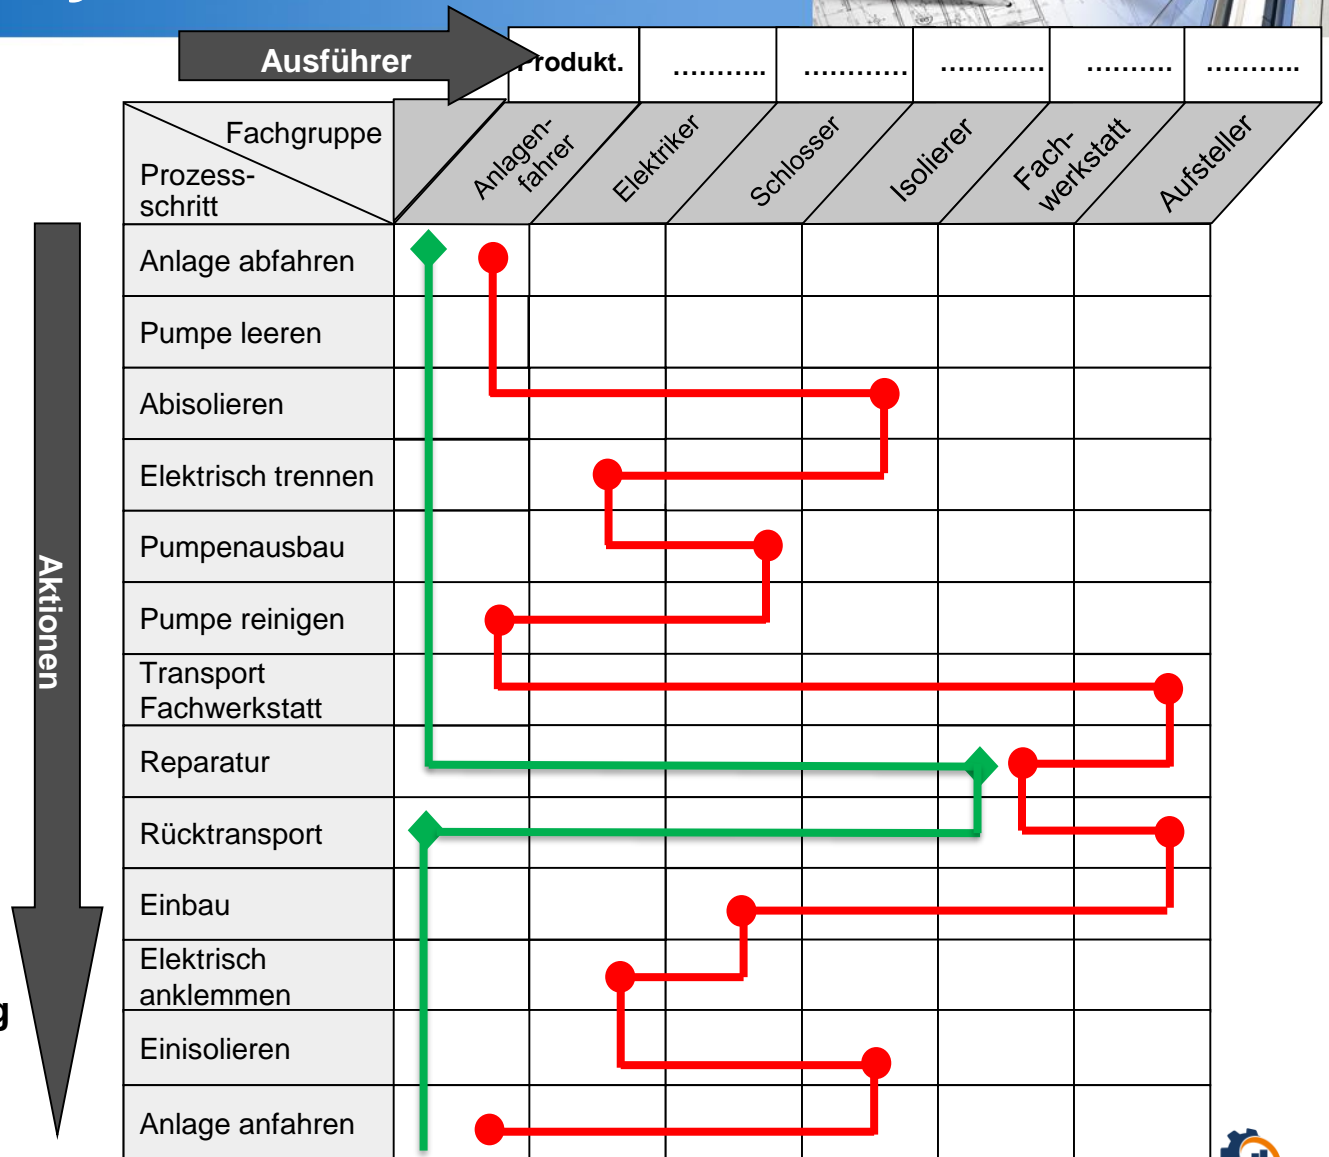 Ausführer
Produkt.
………..
…………
…………
……….
………..
Fachgruppe
Prozess-
schritt
Anlagen-
fahrer
Elektriker
Schlosser
Isolierer
Fach-
werkstatt
Aufsteller
Aktionen
Anlage abfahren
Pumpe leeren
Abisolieren
Elektrisch trennen
Pumpenausbau
Pumpe reinigen
Transport
Fachwerkstatt
Reparatur
Rücktransport
Einbau
Elektrisch
anklemmen
g
Einisolieren
Anlage anfahren